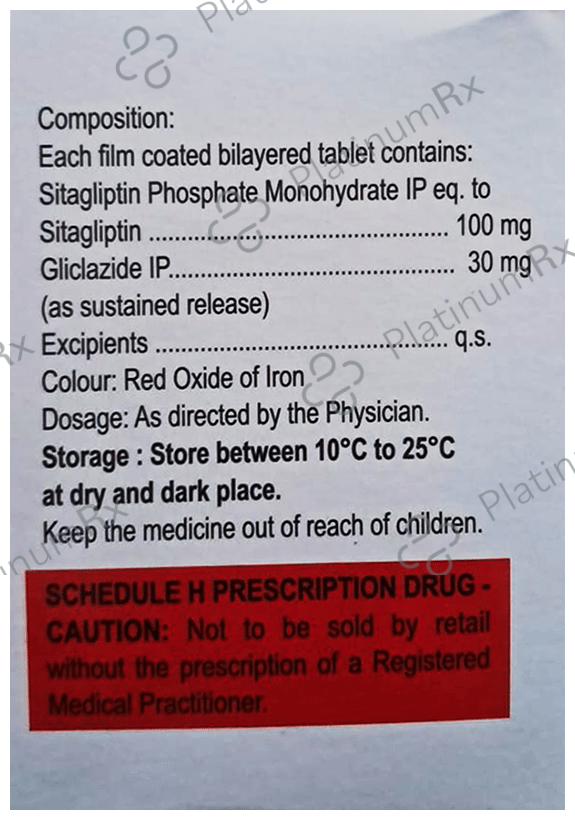 Composition:
Each film coated bilayered tablet contains:
Sitagliptin Phosphate Monohydrate IP eq. to
Sitagliptin .......................................................... 100 mg
Gliclazide IP....................................................... 30 mg
(as sustained release)
Excipients ......................................................... q.s.
Colour: Red Oxide of Iron
Dosage: As directed by the Physician.
Storage : Store between 10°C to 25°C
at dry and dark place.
Keep the medicine out of reach of children.
SCHEDULE H PRESCRIPTION DRUG -
CAUTION: Not to be sold by retail
without the prescription of a Registered
Medical Practitioner.
PlatinumRx
PlatinumRx